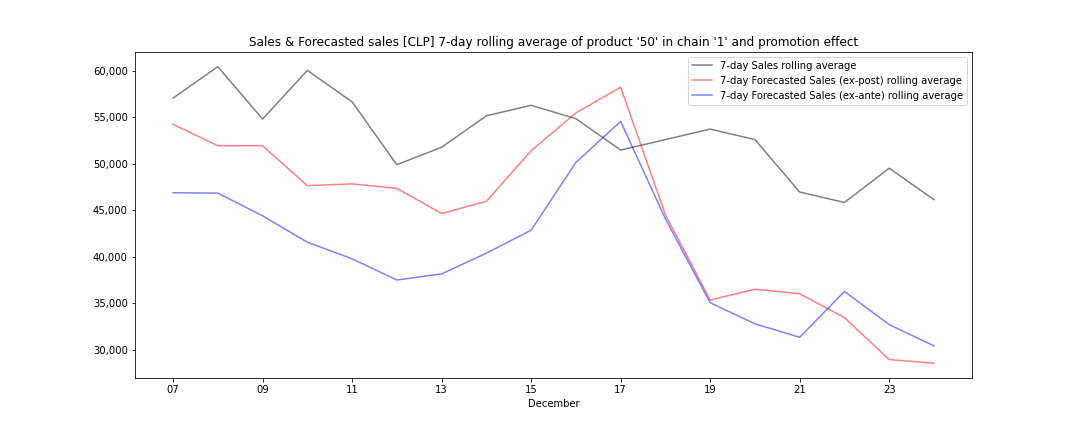 Sales & Forecasted sales [CLP] 7-day rolling average of product '50' in chain '1' and promotion effect
7-day Sales rolling average
7-day Forecasted Sales (ex-post) rolling average
7-day Forecasted Sales (ex-ante) rolling average
60,000
55,000
50,000
45,000
40,000
35,000
30,000
07 09 11 13 15 17 19 21 23
December